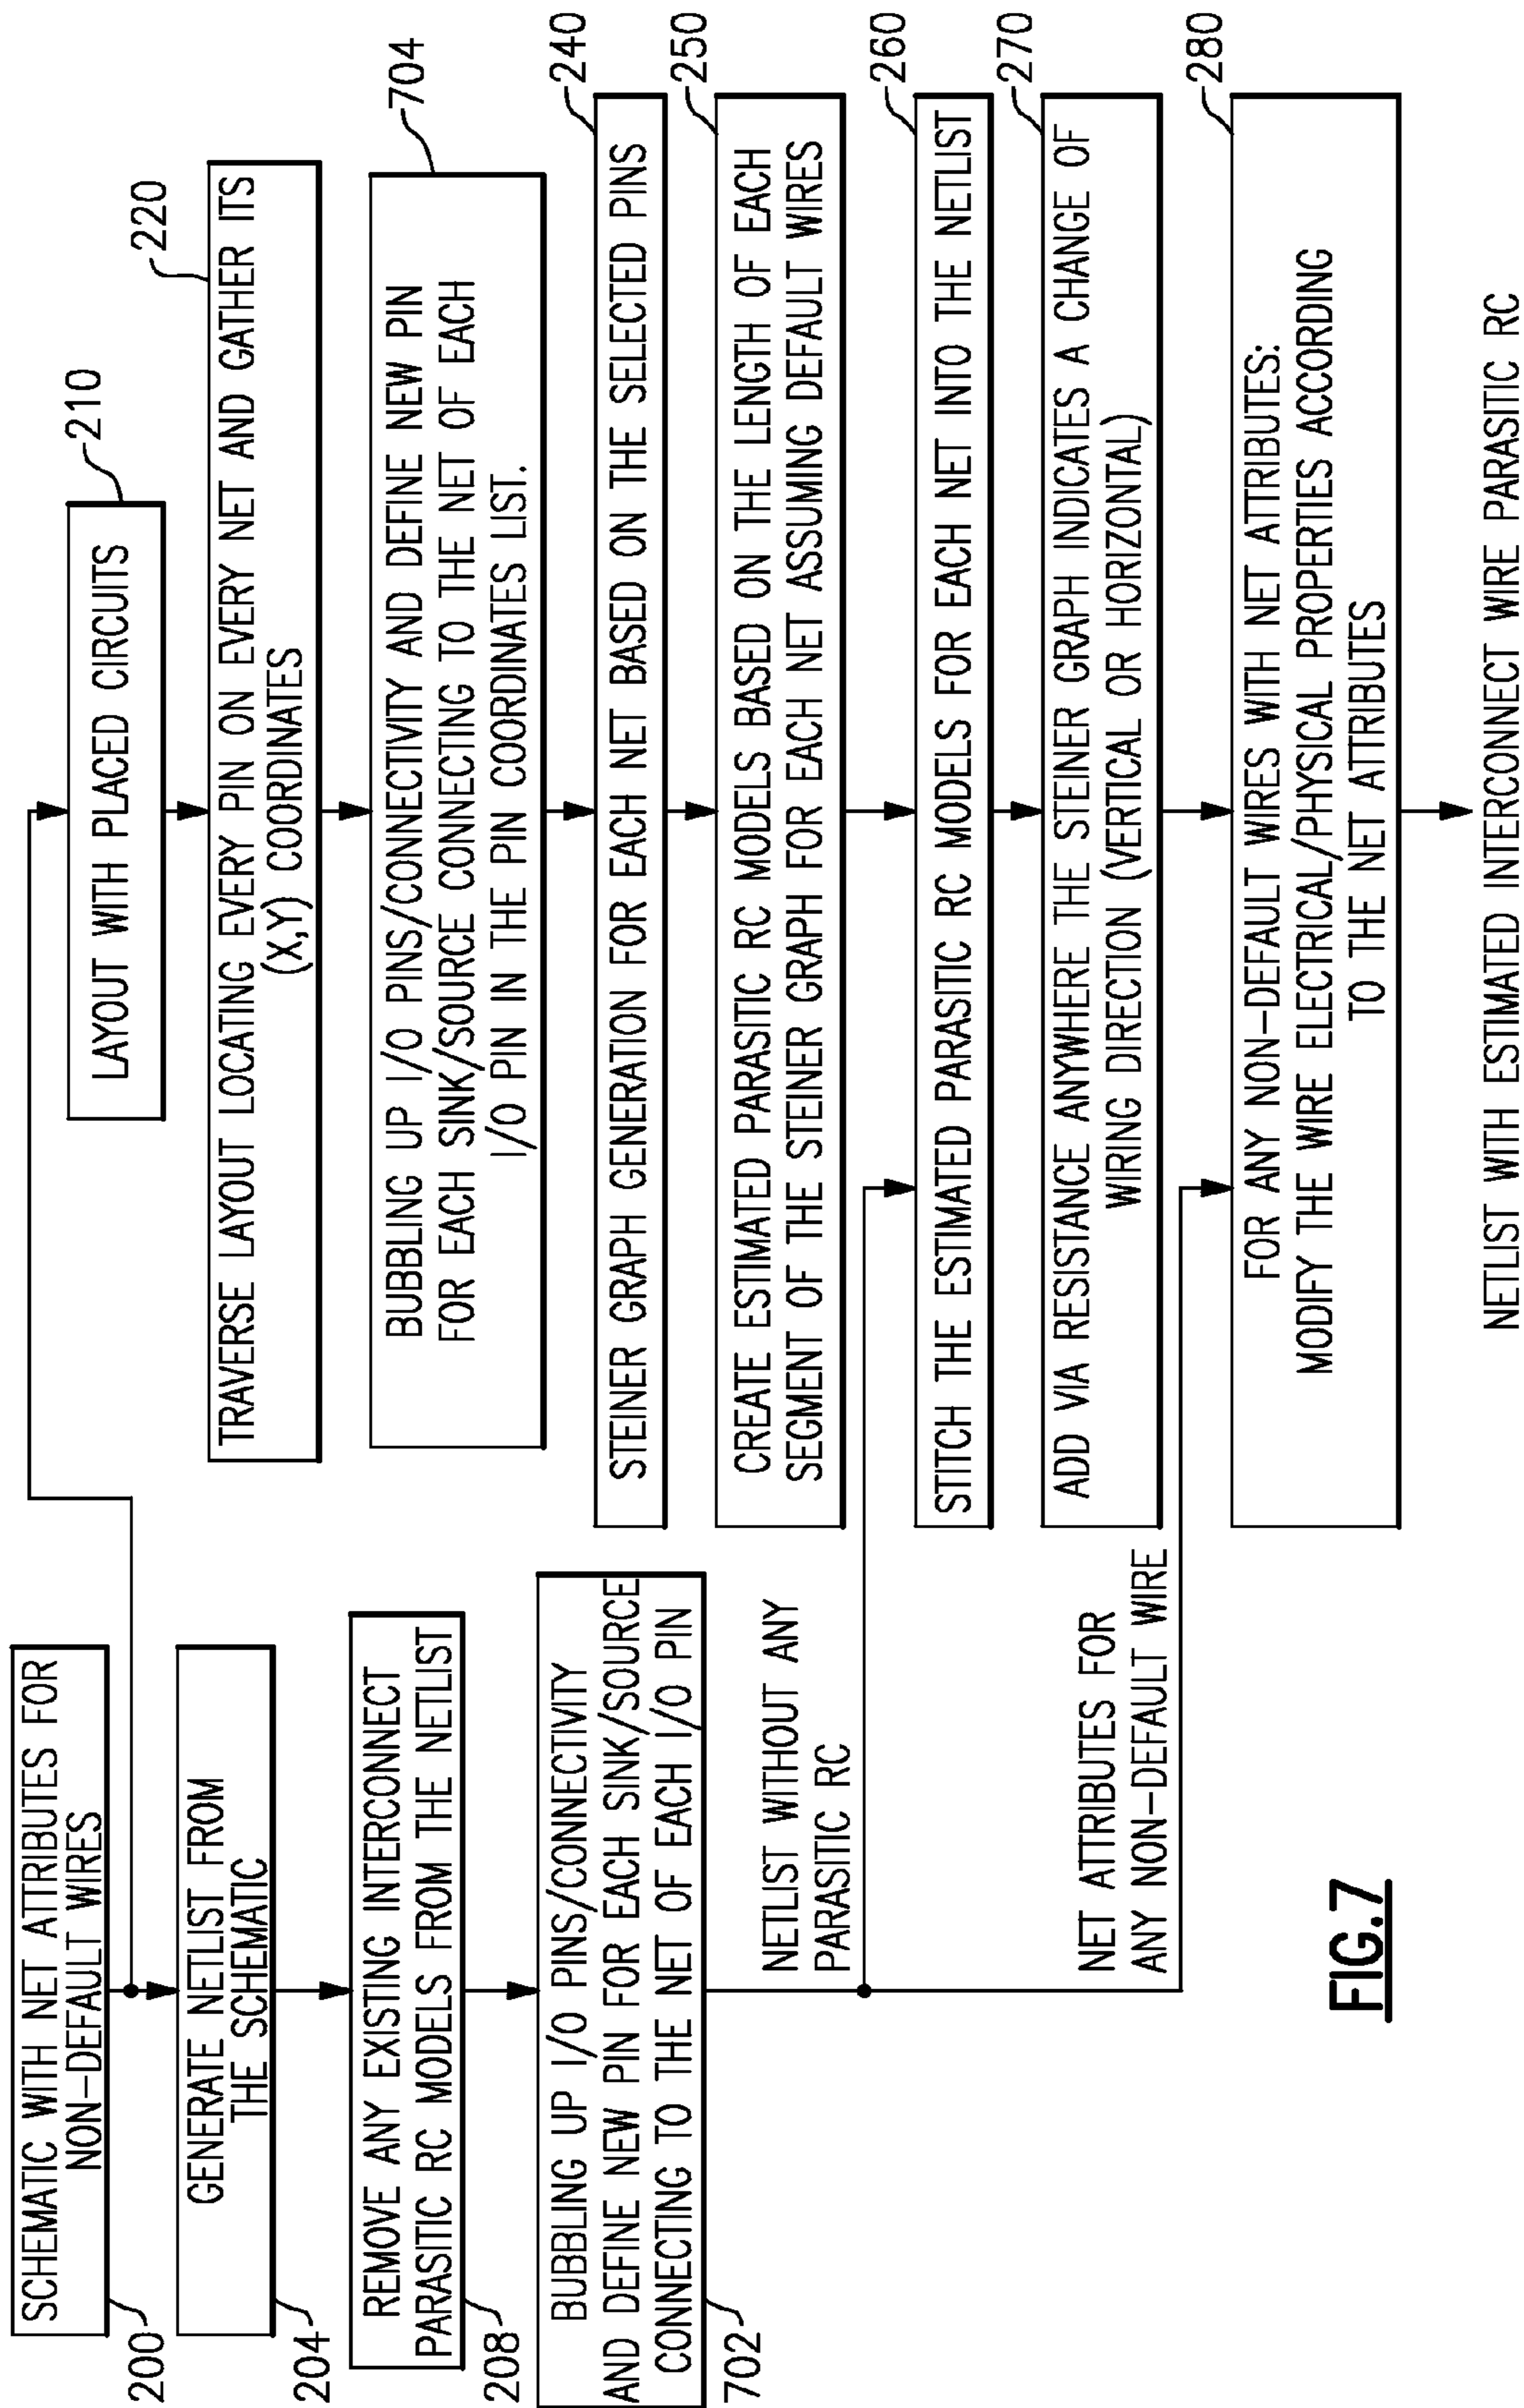 SCHEMATIC WITH NET ATTRIBUTES FOR
NON-DEFAULT WIRES
200
GENERATE NETLIST FROM
THE SCHEMATIC
204
REMOVE ANY EXISTING INTERCONNECT
PARASITIC RC MODELS FROM THE NETLIST
208
BUBBLING UP I/O PINS/CONNECTIVITY
AND DEFINE NEW PIN FOR EACH SINK/SOURCE
CONNECTING TO THE NET OF EACH I/O PIN
702
NETLIST WITHOUT ANY
PARASITIC RC
NET ATTRIBUTES FOR
ANY NON-DEFAULT WIRE
LAYOUT WITH PLACED CIRCUITS
210
TRAVERSE LAYOUT LOCATING EVERY PIN ON EVERY NET AND GATHER ITS
(X,Y) COORDINATES
220
BUBBLING UP I/O PINS/CONNECTIVITY AND DEFINE NEW PIN
FOR EACH SINK/SOURCE CONNECTING TO THE NET OF EACH
I/O PIN IN THE PIN COORDINATES LIST.
704
STEINER GRAPH GENERATION FOR EACH NET BASED ON THE SELECTED PINS
240
CREATE ESTIMATED PARASITIC RC MODELS BASED ON THE LENGTH OF EACH
SEGMENT OF THE STEINER GRAPH FOR EACH NET ASSUMING DEFAULT WIRES
250
STITCH THE ESTIMATED PARASITIC RC MODELS FOR EACH NET INTO THE NETLIST
260
ADD VIA RESISTANCE ANYWHERE THE STEINER GRAPH INDICATES A CHANGE OF
WIRING DIRECTION (VERTICAL OR HORIZONTAL)
270
FOR ANY NON-DEFAULT WIRES WITH NET ATTRIBUTES:
MODIFY THE WIRE ELECTRICAL/PHYSICAL PROPERTIES ACCORDING
TO THE NET ATTRIBUTES
280
NETLIST WITH ESTIMATED INTERCONNECT WIRE PARASITIC RC
FIG.7